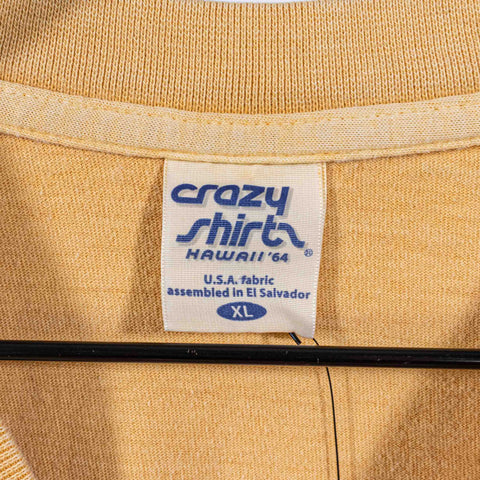 crazy
shirts®
HAWAII '64
U.S.A. fabric
assembled in El Salvador
XL